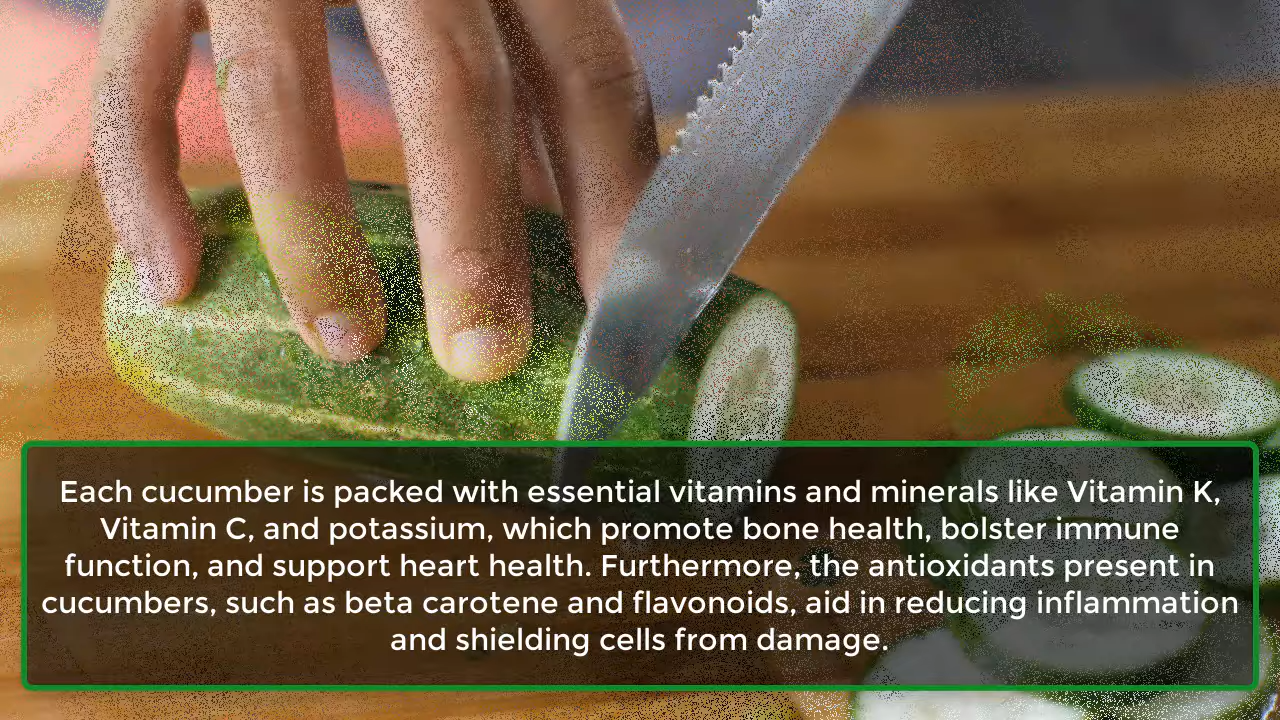 Each cucumber is packed with essential vitamins and minerals like Vitamin K,
Vitamin C, and potassium, which promote bone health, bolster immune
function, and support heart health. Furthermore, the antioxidants present in
cucumbers, such as beta carotene and flavonoids, aid in reducing inflammation
and shielding cells from damage.